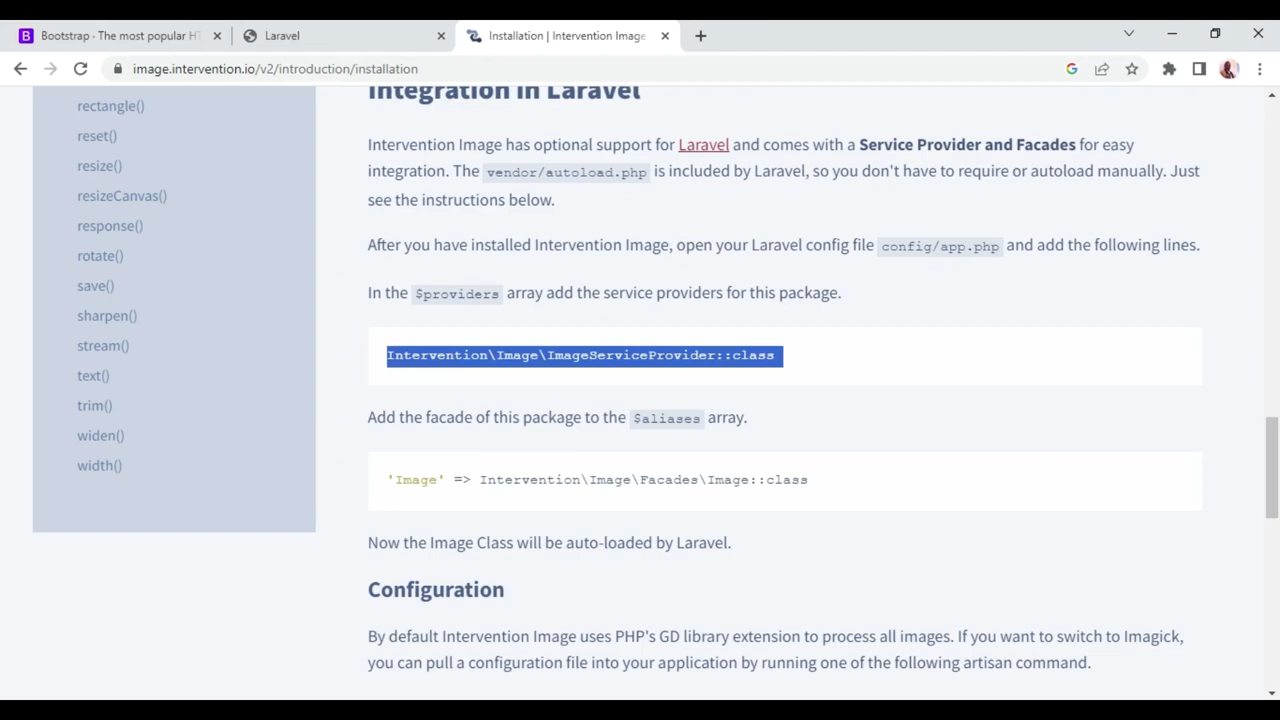 Bootstrap · The most popular HT
Laravel
Installation | Intervention Image
image.intervention.io/v2/introduction/installation
rectangle()
reset()
resize()
resizeCanvas()
response()
rotate()
save()
sharpen()
stream()
text()
trim()
widen()
width()
Integration in Laravel
Intervention Image has optional support for Laravel and comes with a Service Provider and Facades for easy
integration. The vendor/autoload.php is included by Laravel, so you don't have to require or autoload manually. Just
see the instructions below.
After you have installed Intervention Image, open your Laravel config file config/app.php and add the following lines.
In the $providers array add the service providers for this package.
Intervention\Image\ImageServiceProvider::class
Add the facade of this package to the $aliases array.
'Image' => Intervention\Image\Facades\Image::class
Now the Image Class will be auto-loaded by Laravel.
Configuration
By default Intervention Image uses PHP's GD library extension to process all images. If you want to switch to Imagick,
you can pull a configuration file into your application by running one of the following artisan command.